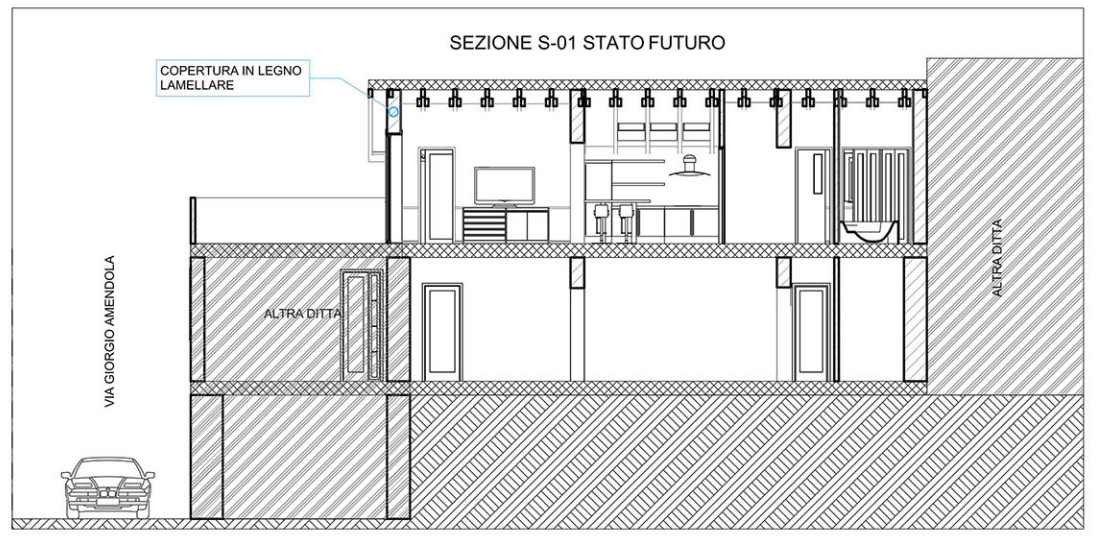 SEZIONE S-01 STATO FUTURO
COPERTURA IN LEGNO
LAMELLARE
VIA GIORGIO AMENDOLA
ALTRA DITTA
ALTRA DITTA